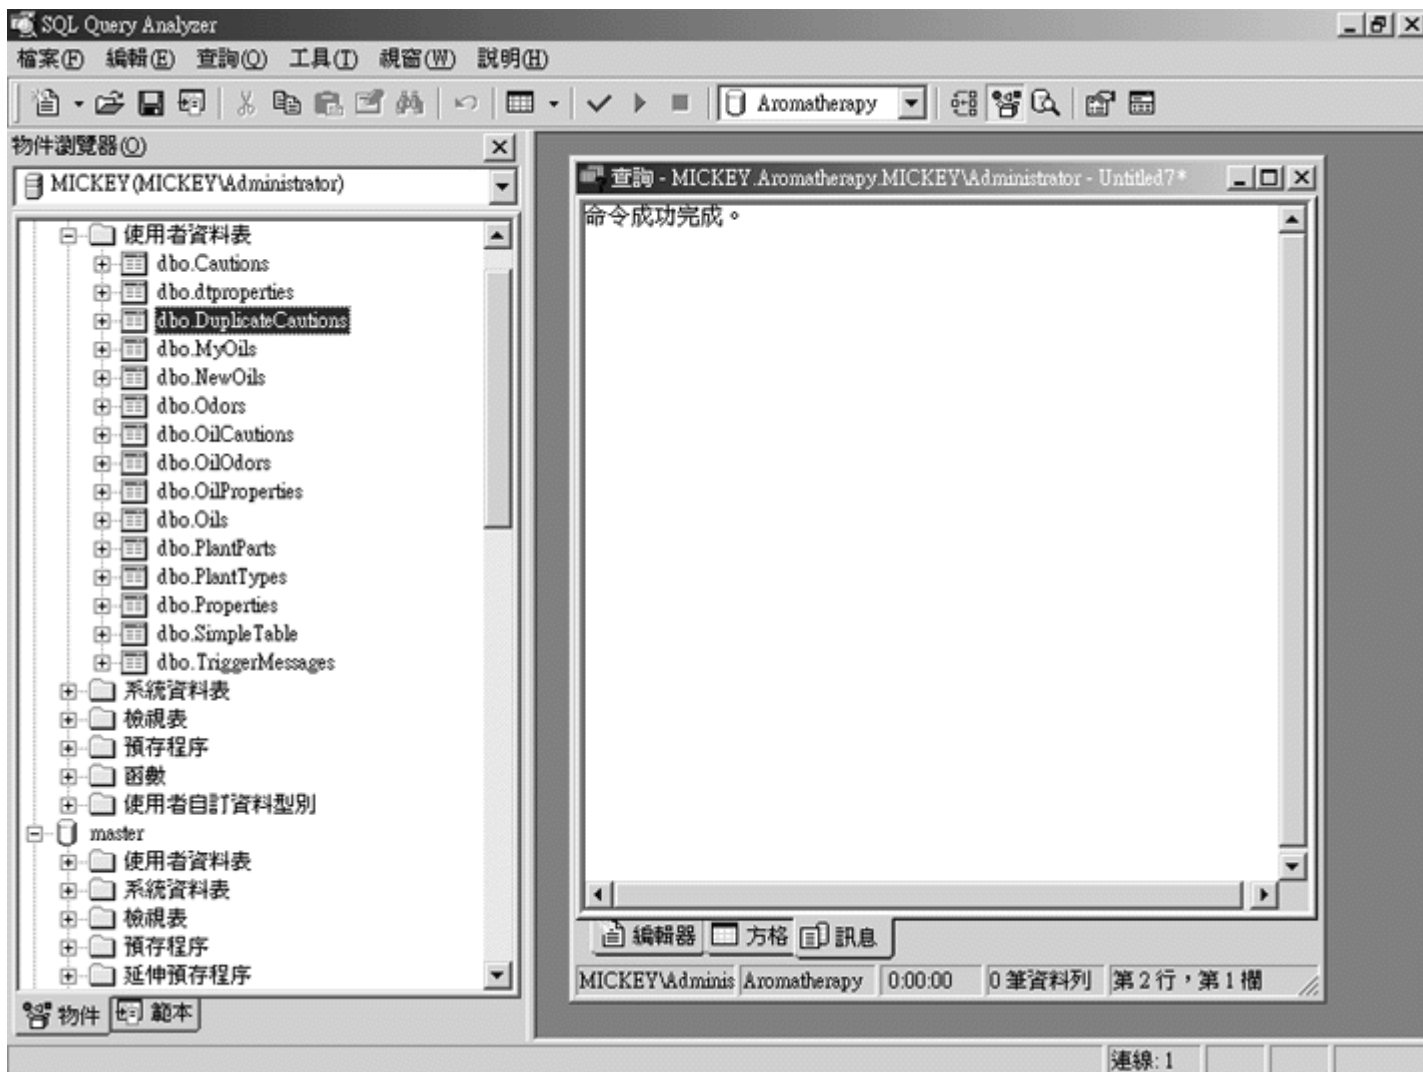 SQL Query Analyzer
檔案(F) 編輯(E) 查詢(Q) 工具(T) 視窗(W) 說明(H)
Aromatherapy
物件瀏覽器(O)
MICKEY (MICKEY\Administrator)
使用者資料表
dbo.Cautions
dbo.dtproperties
dbo.DuplicateCautions
dbo.MyOils
dbo.NewOils
dbo.Odors
dbo.OilCautions
dbo.OilOdors
dbo.OilProperties
dbo.Oils
dbo.PlantParts
dbo.PlantTypes
dbo.Properties
dbo.SimpleTable
dbo.TriggerMessages
系統資料表
檢視表
預存程序
函數
使用者自訂資料型別
master
使用者資料表
系統資料表
檢視表
預存程序
延伸預存程序
物件 範本
查詢 - MICKEY.Aromatherapy.MICKEY\Administrator - Untitled7*
命令成功完成。
編輯器 方格 訊息
MICKEY\Adminis Aromatherapy 0:00:00 0 筆資料列 第 2 行，第 1 欄
連線: 1